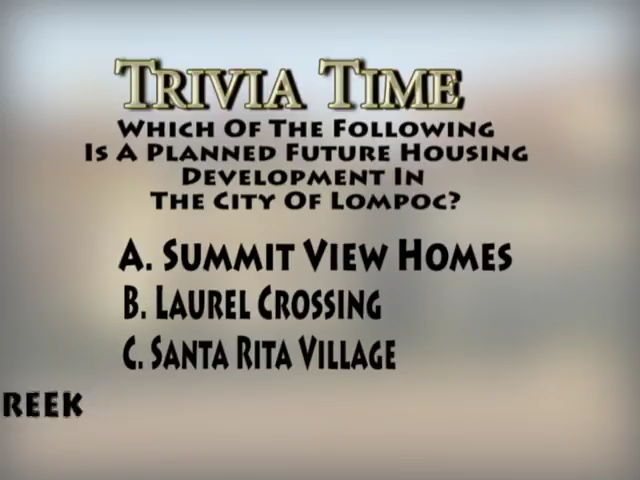 TRIVIA TIME
WHICH OF THE FOLLOWING
IS A PLANNED FUTURE HOUSING
DEVELOPMENT IN
THE CITY OF LOMPOC?
A. SUMMIT VIEW HOMES
B. LAUREL CROSSING
C. SANTA RITA VILLAGE
REEK